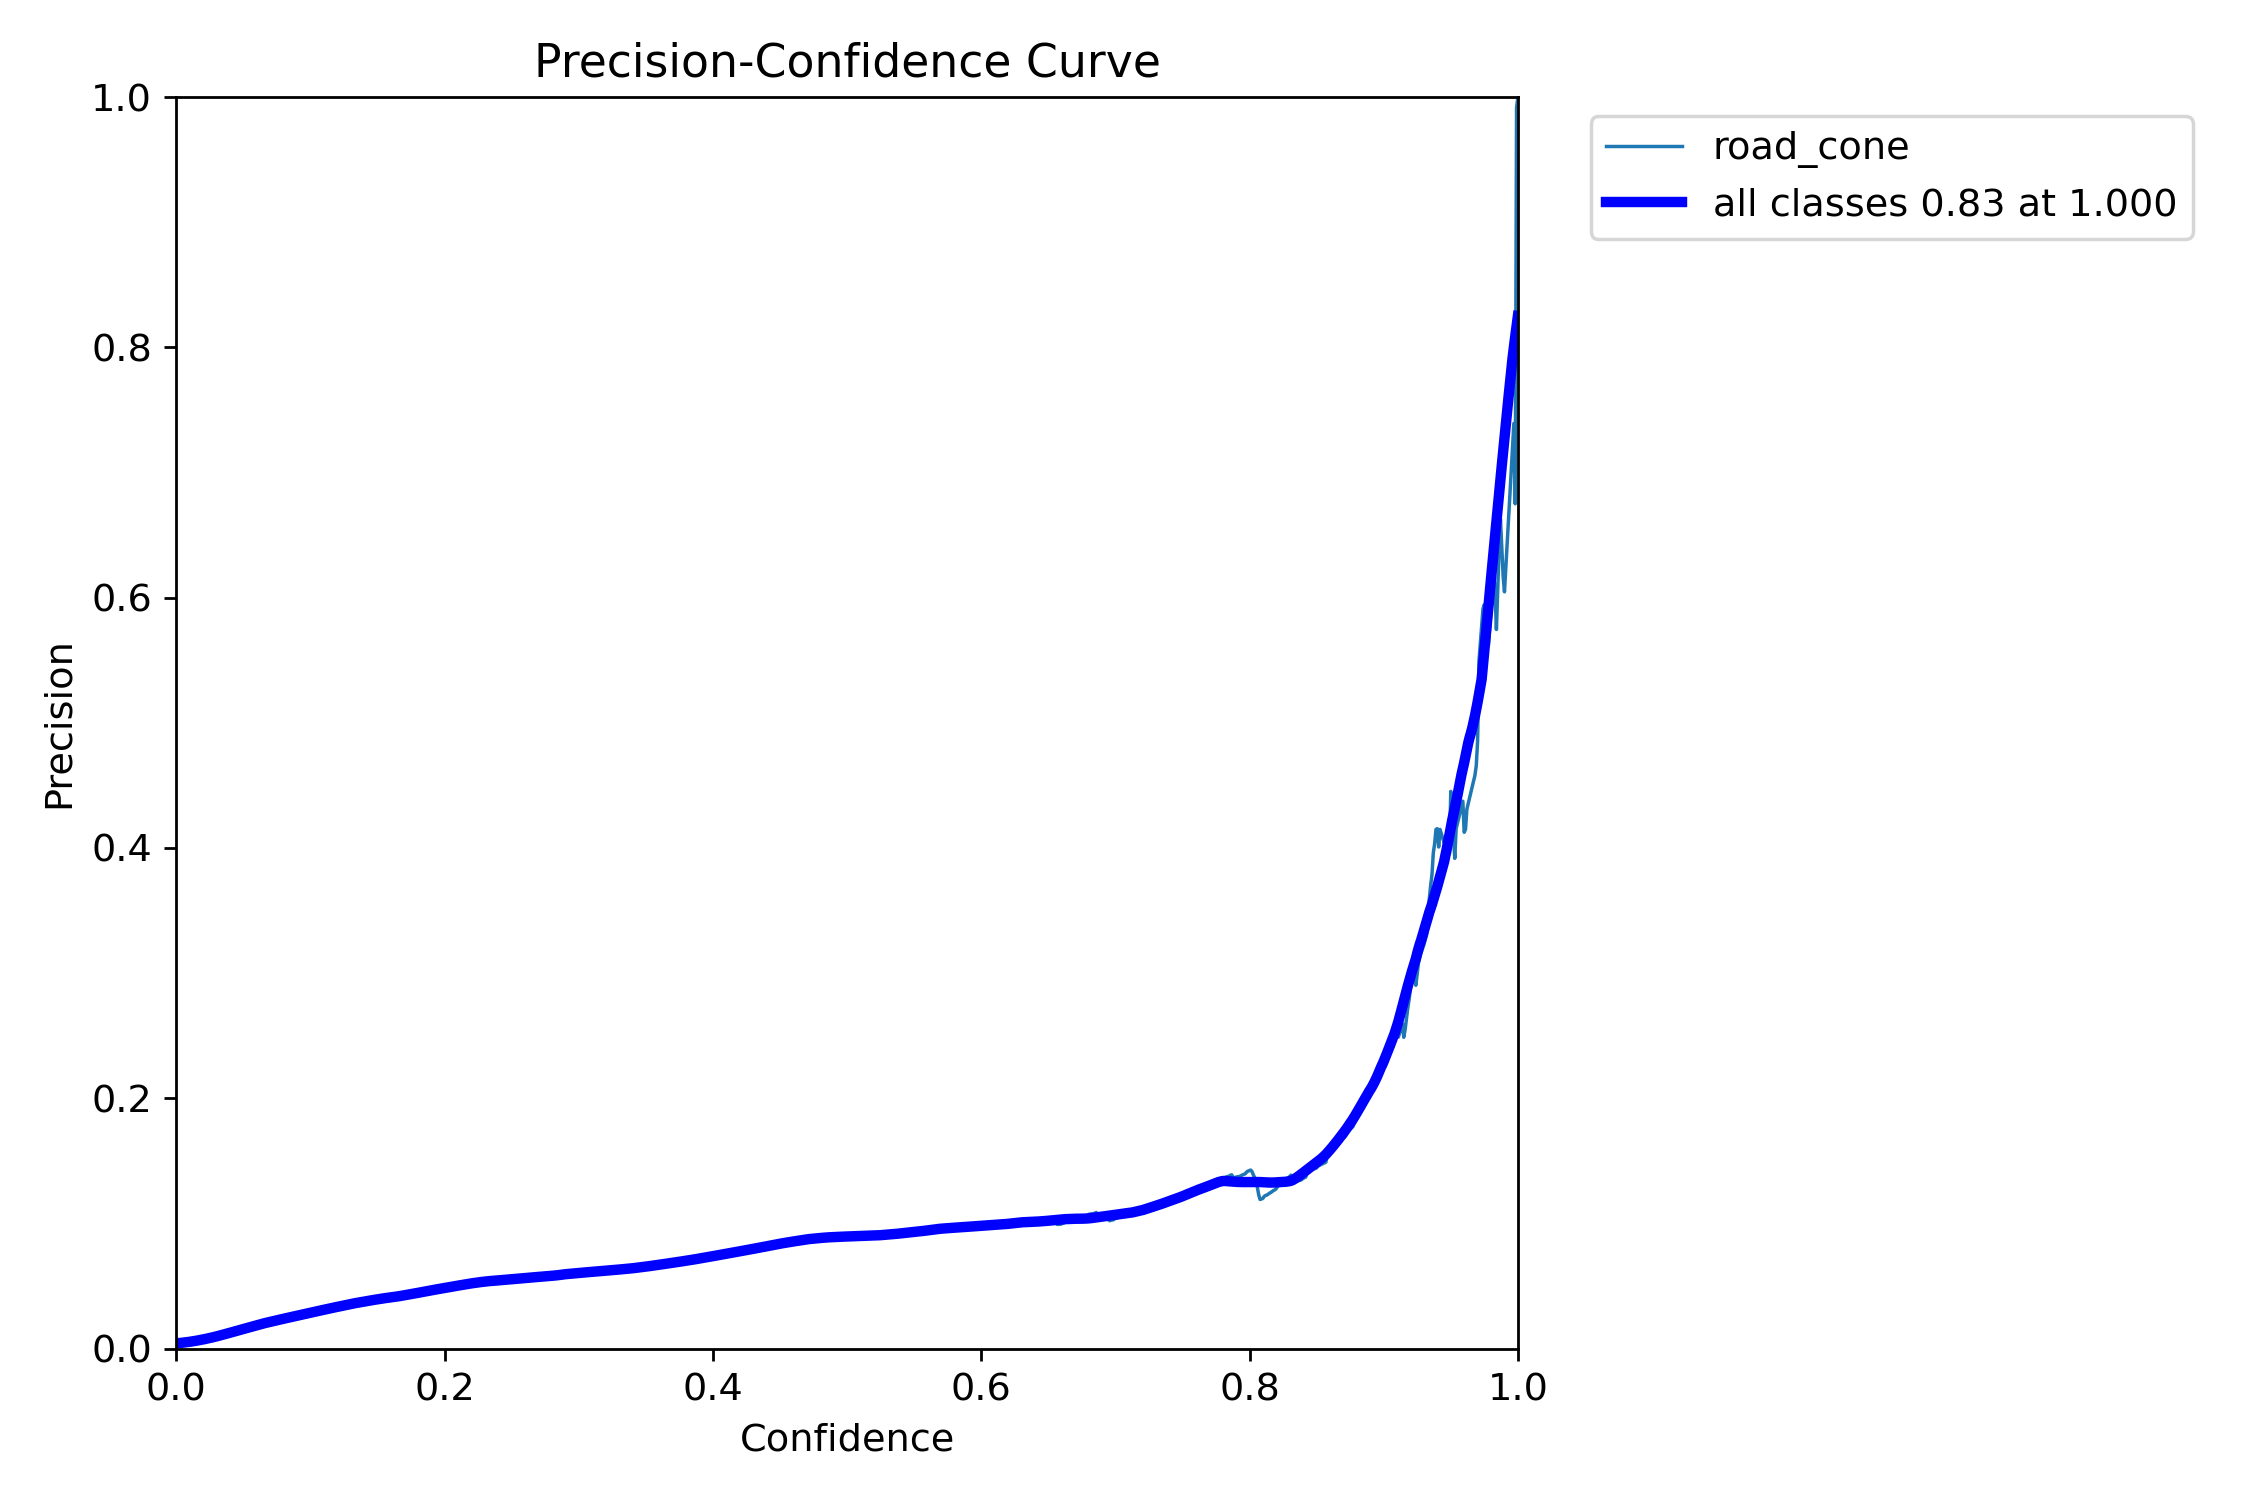 Precision-Confidence Curve
1.0
0.8
0.6
0.4
0.2
0.0
Precision
0.0 0.2 0.4 0.6 0.8 1.0
Confidence
road_cone
all classes 0.83 at 1.000